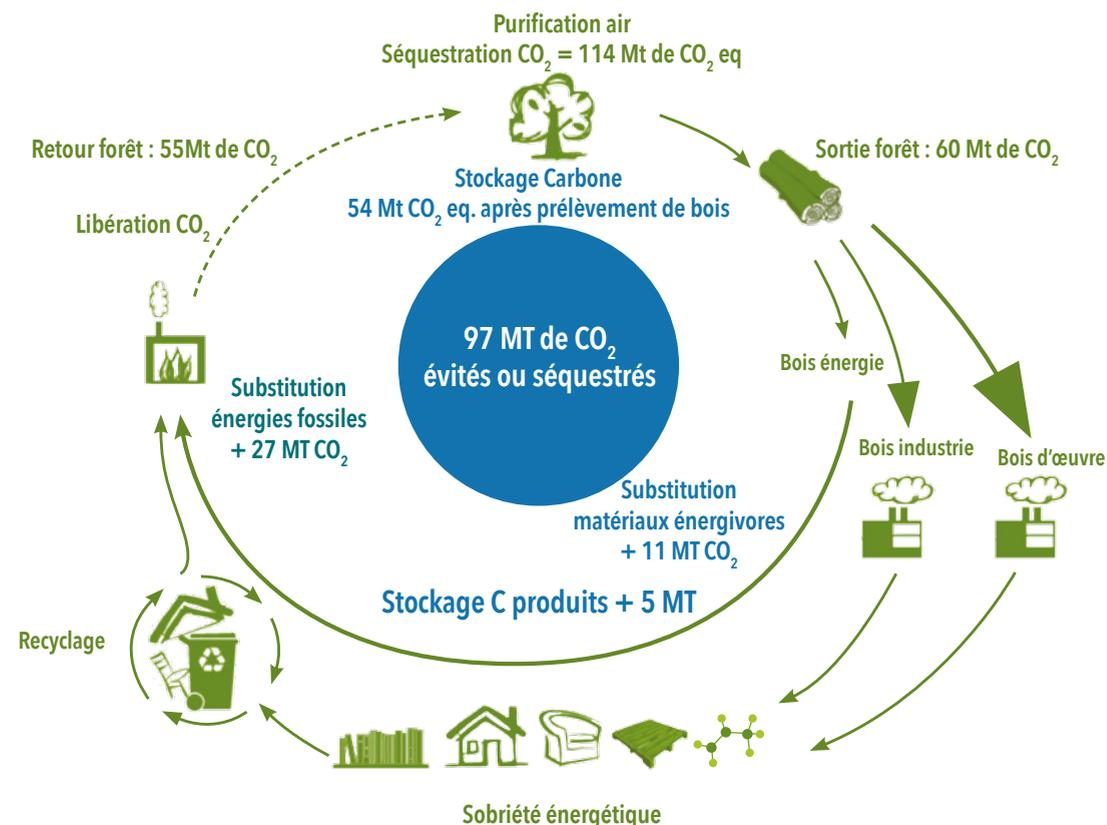 Purification air
Séquestration CO₂ = 114 Mt de CO₂ eq
Retour forêt : 55Mt de CO₂
Sortie forêt : 60 Mt de CO₂
Stockage Carbone
54 Mt CO₂ eq. après prélèvement de bois
Libération CO₂
97 MT de CO₂
évités ou séquestrés
Bois énergie
Substitution
énergies fossiles
+ 27 MT CO₂
Bois industrie
Bois d’œuvre
Substitution
matériaux énergivores
+ 11 MT CO₂
Stockage C produits + 5 MT
Recyclage
Sobriété énergétique